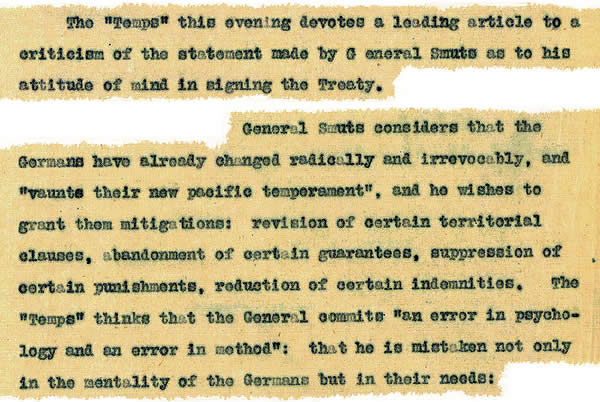 The "Temps" this evening devotes a leading article to a
criticism of the statement made by G eneral Smuts as to his
attitude of mind in signing the Treaty.
General Smuts considers that the
Germans have already changed radically and irrevocably, and
"vaunts their new pacific temperament", and he wishes to
grant them mitigations: revision of certain territorial
clauses, abandonment of certain guarantees, suppression of
certain punishments, reduction of certain indemnities. The
"Temps" thinks that the General commits "an error in psycho-
logy and an error in method": that he is mistaken not only
in the mentality of the Germans but in their needs: